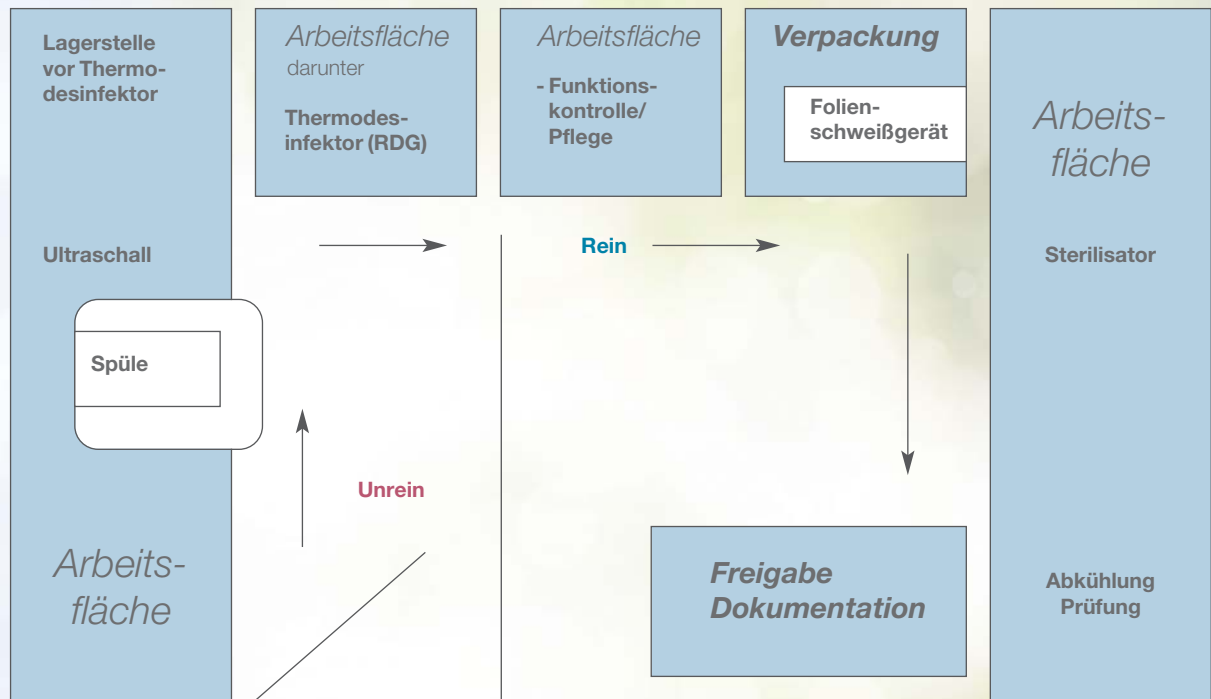 Lagerstelle
vor Thermo-
desinfektor
Ultraschall
Spüle
Arbeits-
fläche
Arbeitsfläche
darunter
Thermodes-
infektor (RDG)
Arbeitsfläche
- Funktions-
kontrolle/
Pflege
Verpackung
Folien-
schweißgerät
Rein
Unrein
Freigabe
Dokumentation
Arbeits-
fläche
Sterilisator
Abkühlung
Prüfung